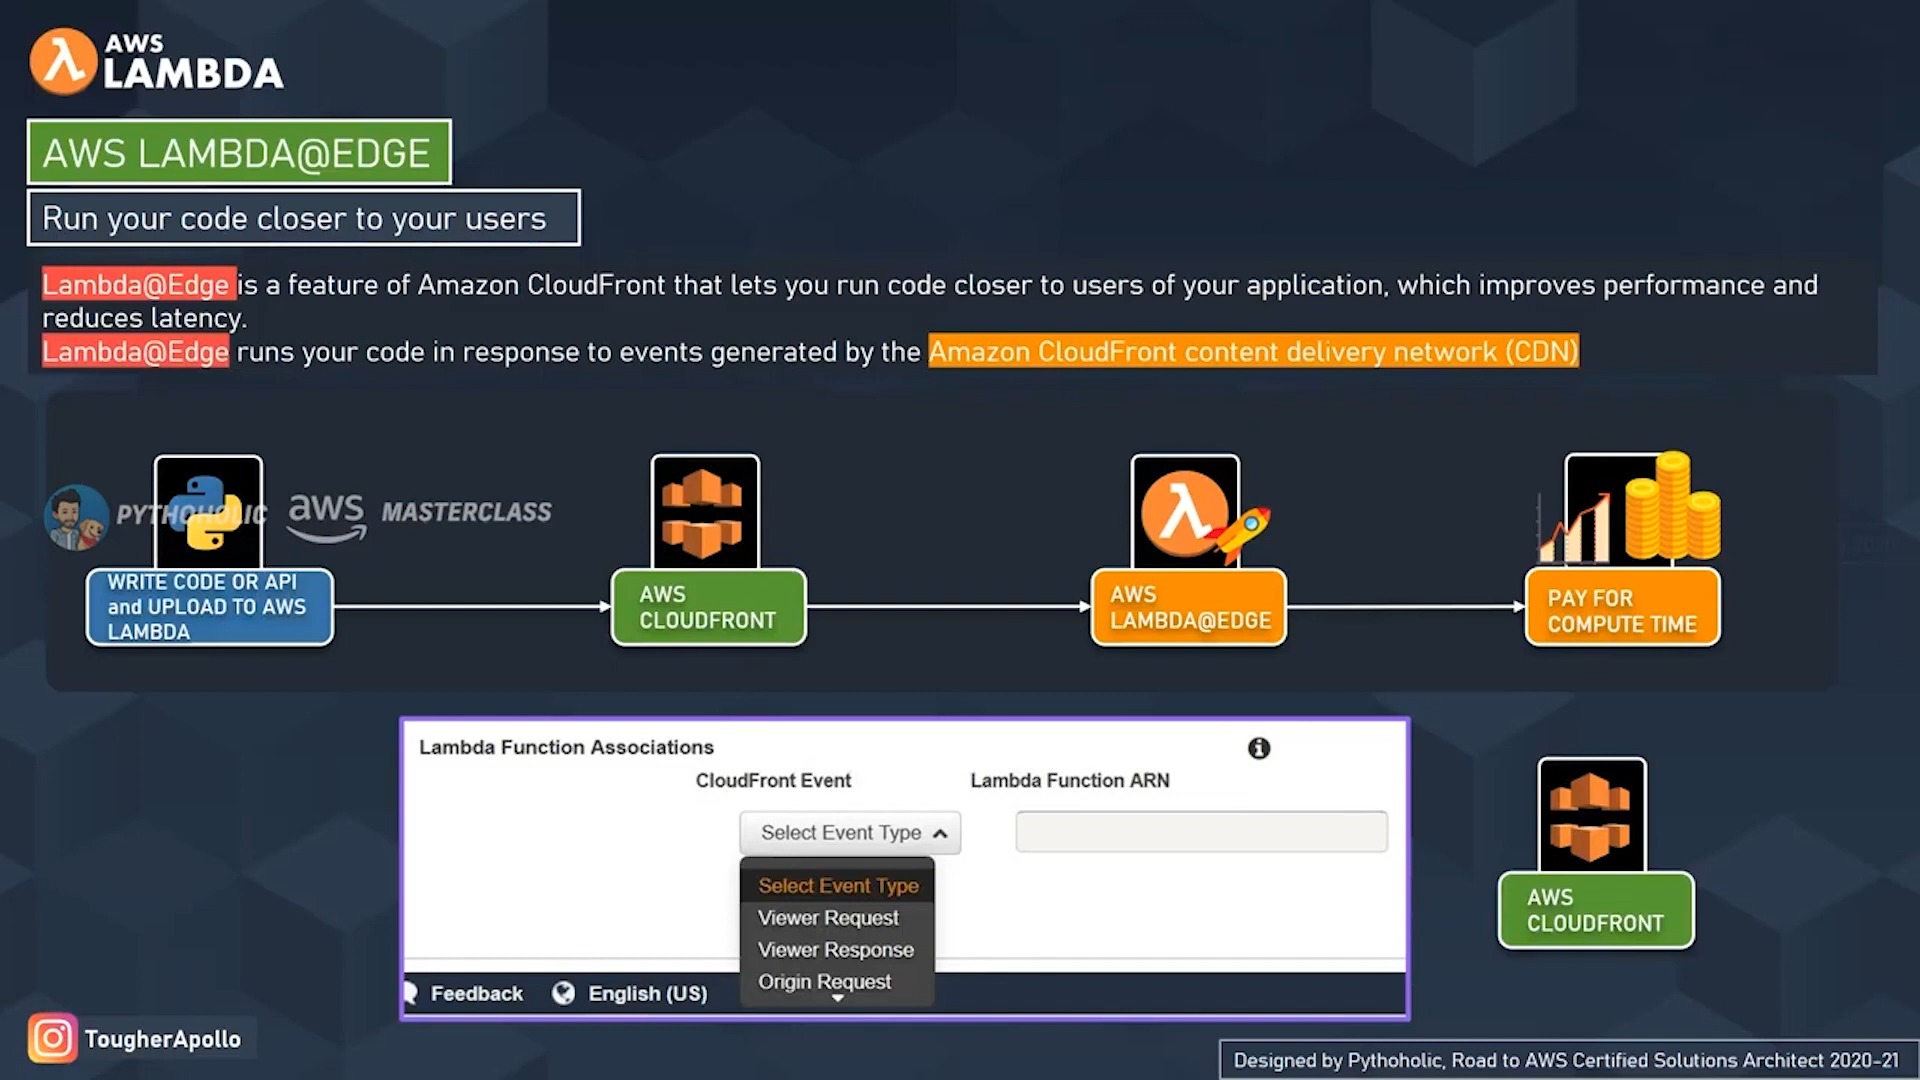 AWS
LAMBDA
AWS LAMBDA@EDGE
Run your code closer to your users
Lambda@Edge is a feature of Amazon CloudFront that lets you run code closer to users of your application, which improves performance and
reduces latency.
Lambda@Edge runs your code in response to events generated by the Amazon CloudFront content delivery network (CDN)
PYTHOHOLIC aws MASTERCLASS
WRITE CODE OR API
and UPLOAD TO AWS
LAMBDA
AWS
CLOUDFRONT
AWS
LAMBDA@EDGE
PAY FOR
COMPUTE TIME
Lambda Function Associations
CloudFront Event
Lambda Function ARN
Select Event Type
Select Event Type
Viewer Request
Viewer Response
Origin Request
Feedback
English (US)
AWS
CLOUDFRONT
TougherApollo
Designed by Pythoholic, Road to AWS Certified Solutions Architect 2020-21